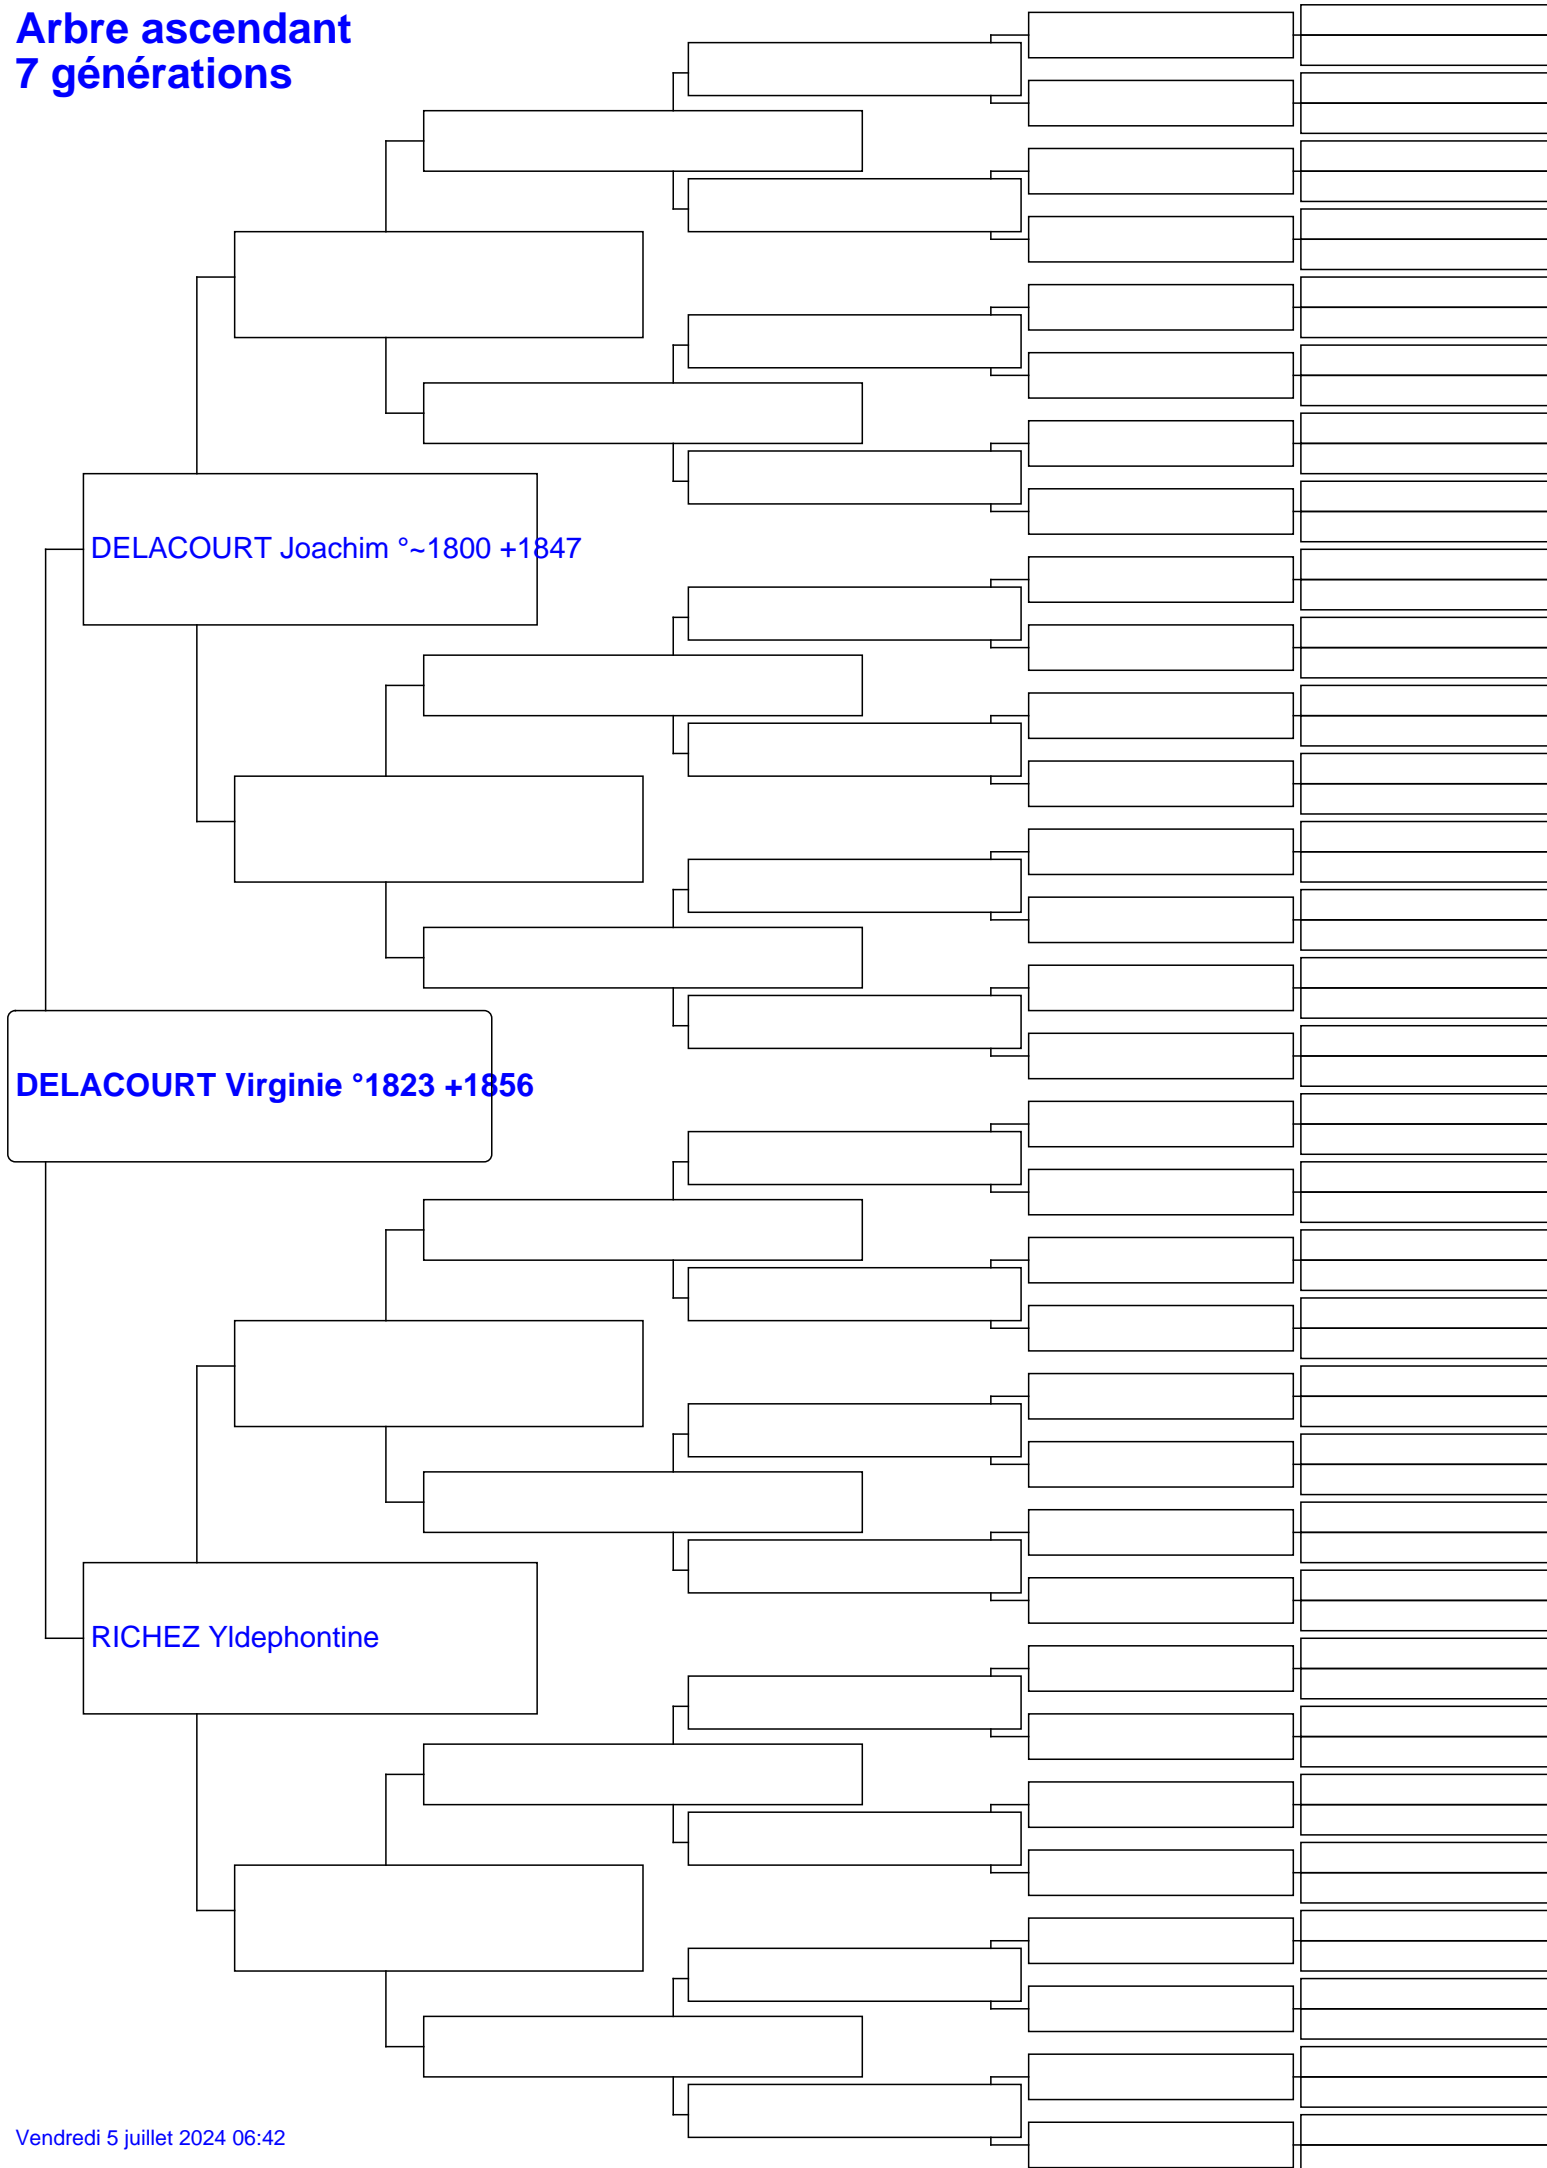 Arbre ascendant
7 générations
DELACOURT Joachim °~1800 +1847
DELACOURT Virginie °1823 +1856
RICHEZ Yldephontine
Vendredi 5 juillet 2024 06:42